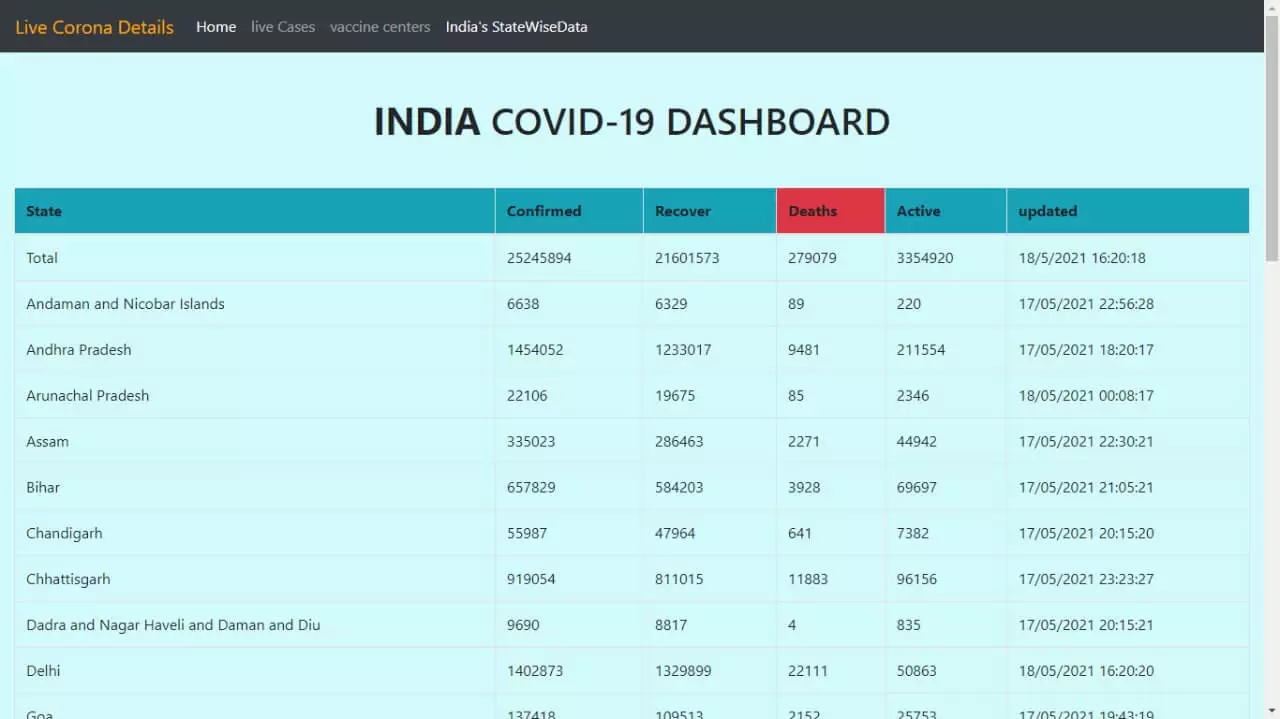 Live Corona Details Home live Cases vaccine centers India's StateWiseData
INDIA COVID-19 DASHBOARD
State Confirmed Recover Deaths Active updated
Total 25245894 21601573 279079 3354920 18/5/2021 16:20:18
Andaman and Nicobar Islands 6638 6329 89 220 17/05/2021 22:56:28
Andhra Pradesh 1454052 1233017 9481 211554 17/05/2021 18:20:17
Arunachal Pradesh 22106 19675 85 2346 18/05/2021 00:08:17
Assam 335023 286463 2271 44942 17/05/2021 22:30:21
Bihar 657829 584203 3928 69697 17/05/2021 21:05:21
Chandigarh 55987 47964 641 7382 17/05/2021 20:15:20
Chhattisgarh 919054 811015 11883 96156 17/05/2021 23:23:27
Dadra and Nagar Haveli and Daman and Diu 9690 8817 4 835 17/05/2021 20:15:21
Delhi 1402873 1329899 22111 50863 18/05/2021 16:20:20
Goa 137418 109513 2152 25753 17/05/2021 19:43:19